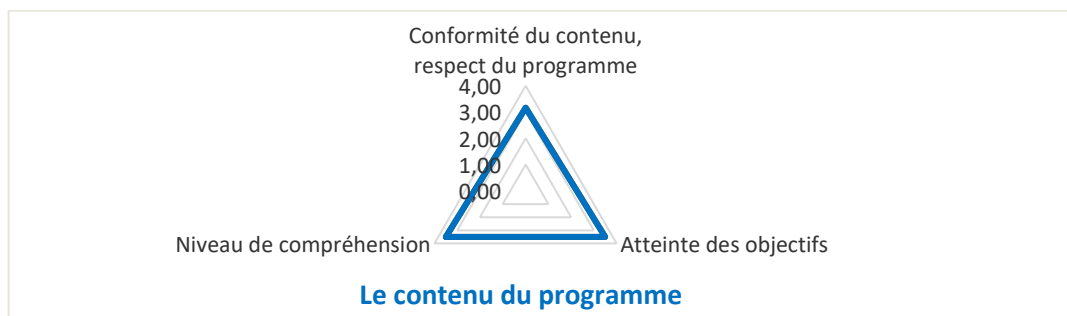 Conformité du contenu,
respect du programme
4,00
3,00
2,00
1,00
0,00
Niveau de compréhension
Atteinte des objectifs
Le contenu du programme